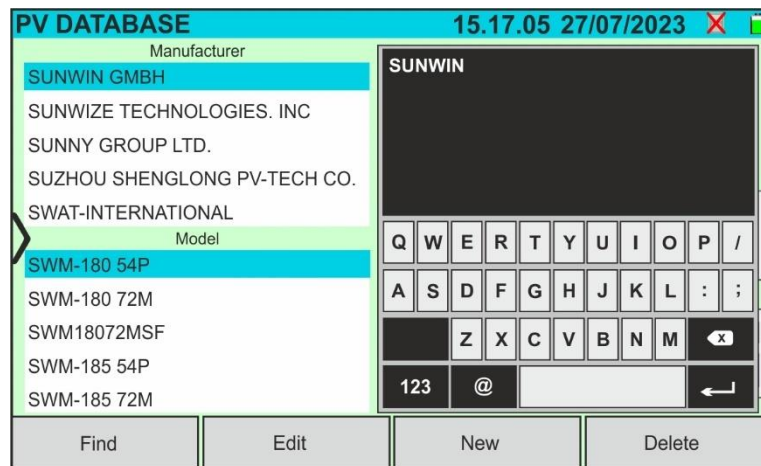 PV DATABASE 15.17.05 27/07/2023
Manufacturer
SUNWIN GMBH
SUNWIZE TECHNOLOGIES. INC
SUNNY GROUP LTD.
SUZHOU SHENGLONG PV-TECH CO.
SWAT-INTERNATIONAL
Model
SWM-180 54P
SWM-180 72M
SWM18072MSF
SWM-185 54P
SWM-185 72M
SUNWIN
Q W E R T Y U I O P /
A S D F G H J K L : ;
Z X C V B N M X
123 @
Find Edit New Delete